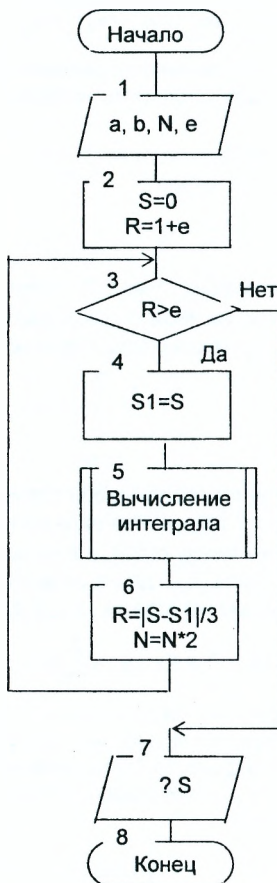 Начало
1
a, b, N, e
2
S=0
R=1+e
3
Нет
R>e
Да
4
S1=S
5
Вычисление
интеграла
6
R=|S-S1|/3
N=N*2
7
? S
8
Конец